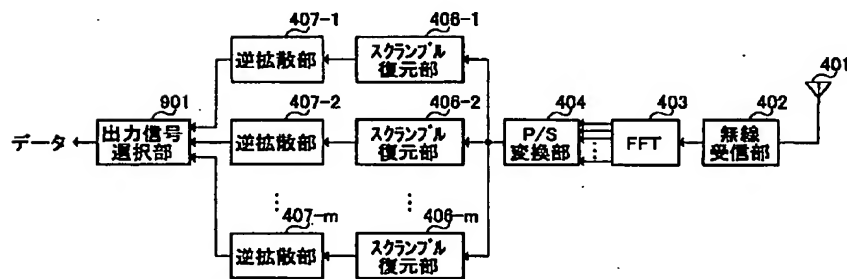 407-1
406-1
逆拡散部
スクランブル
復元部
401
901
407-2
406-2
404
403
402
データ
出力信号
選択部
逆拡散部
スクランブル
復元部
P/S
変換部
FFT
無線
受信部
407-m
406-m
逆拡散部
スクランブル
復元部